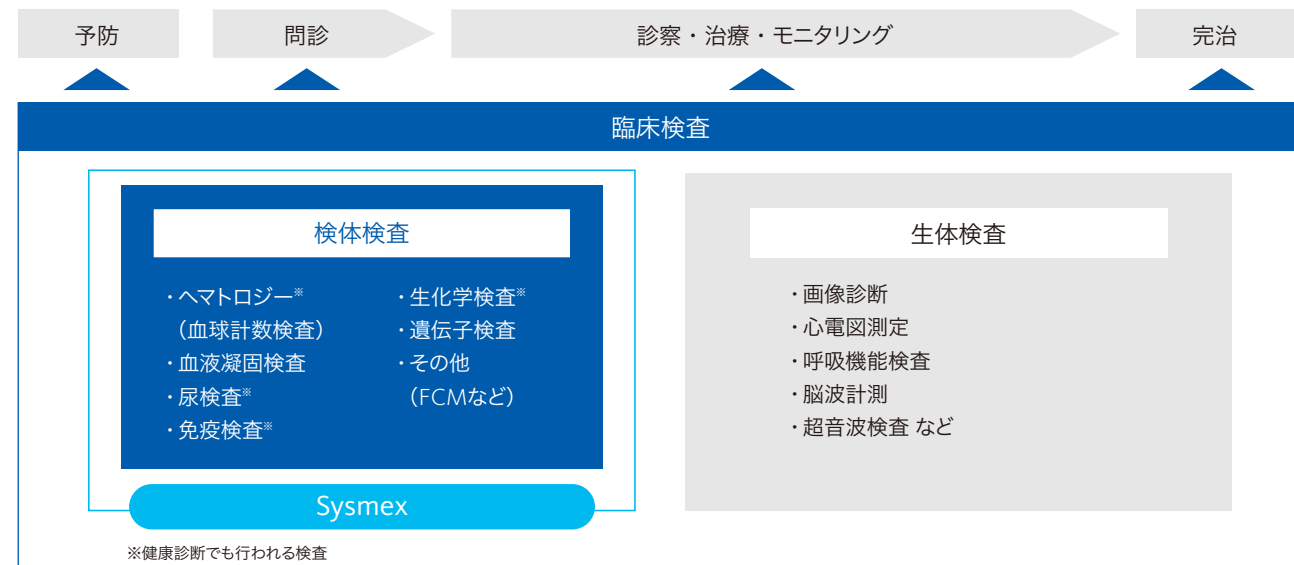 予防
問診
診察・治療・モニタリング
完治
臨床検査
検体検査
・ヘマトロジー※
（血球計数検査）
・血液凝固検査
・尿検査※
・免疫検査※
・生化学検査※
・遺伝子検査
・その他
（FCMなど）
Sysmex
※健康診断でも行われる検査
生体検査
・画像診断
・心電図測定
・呼吸機能検査
・脳波計測
・超音波検査 など